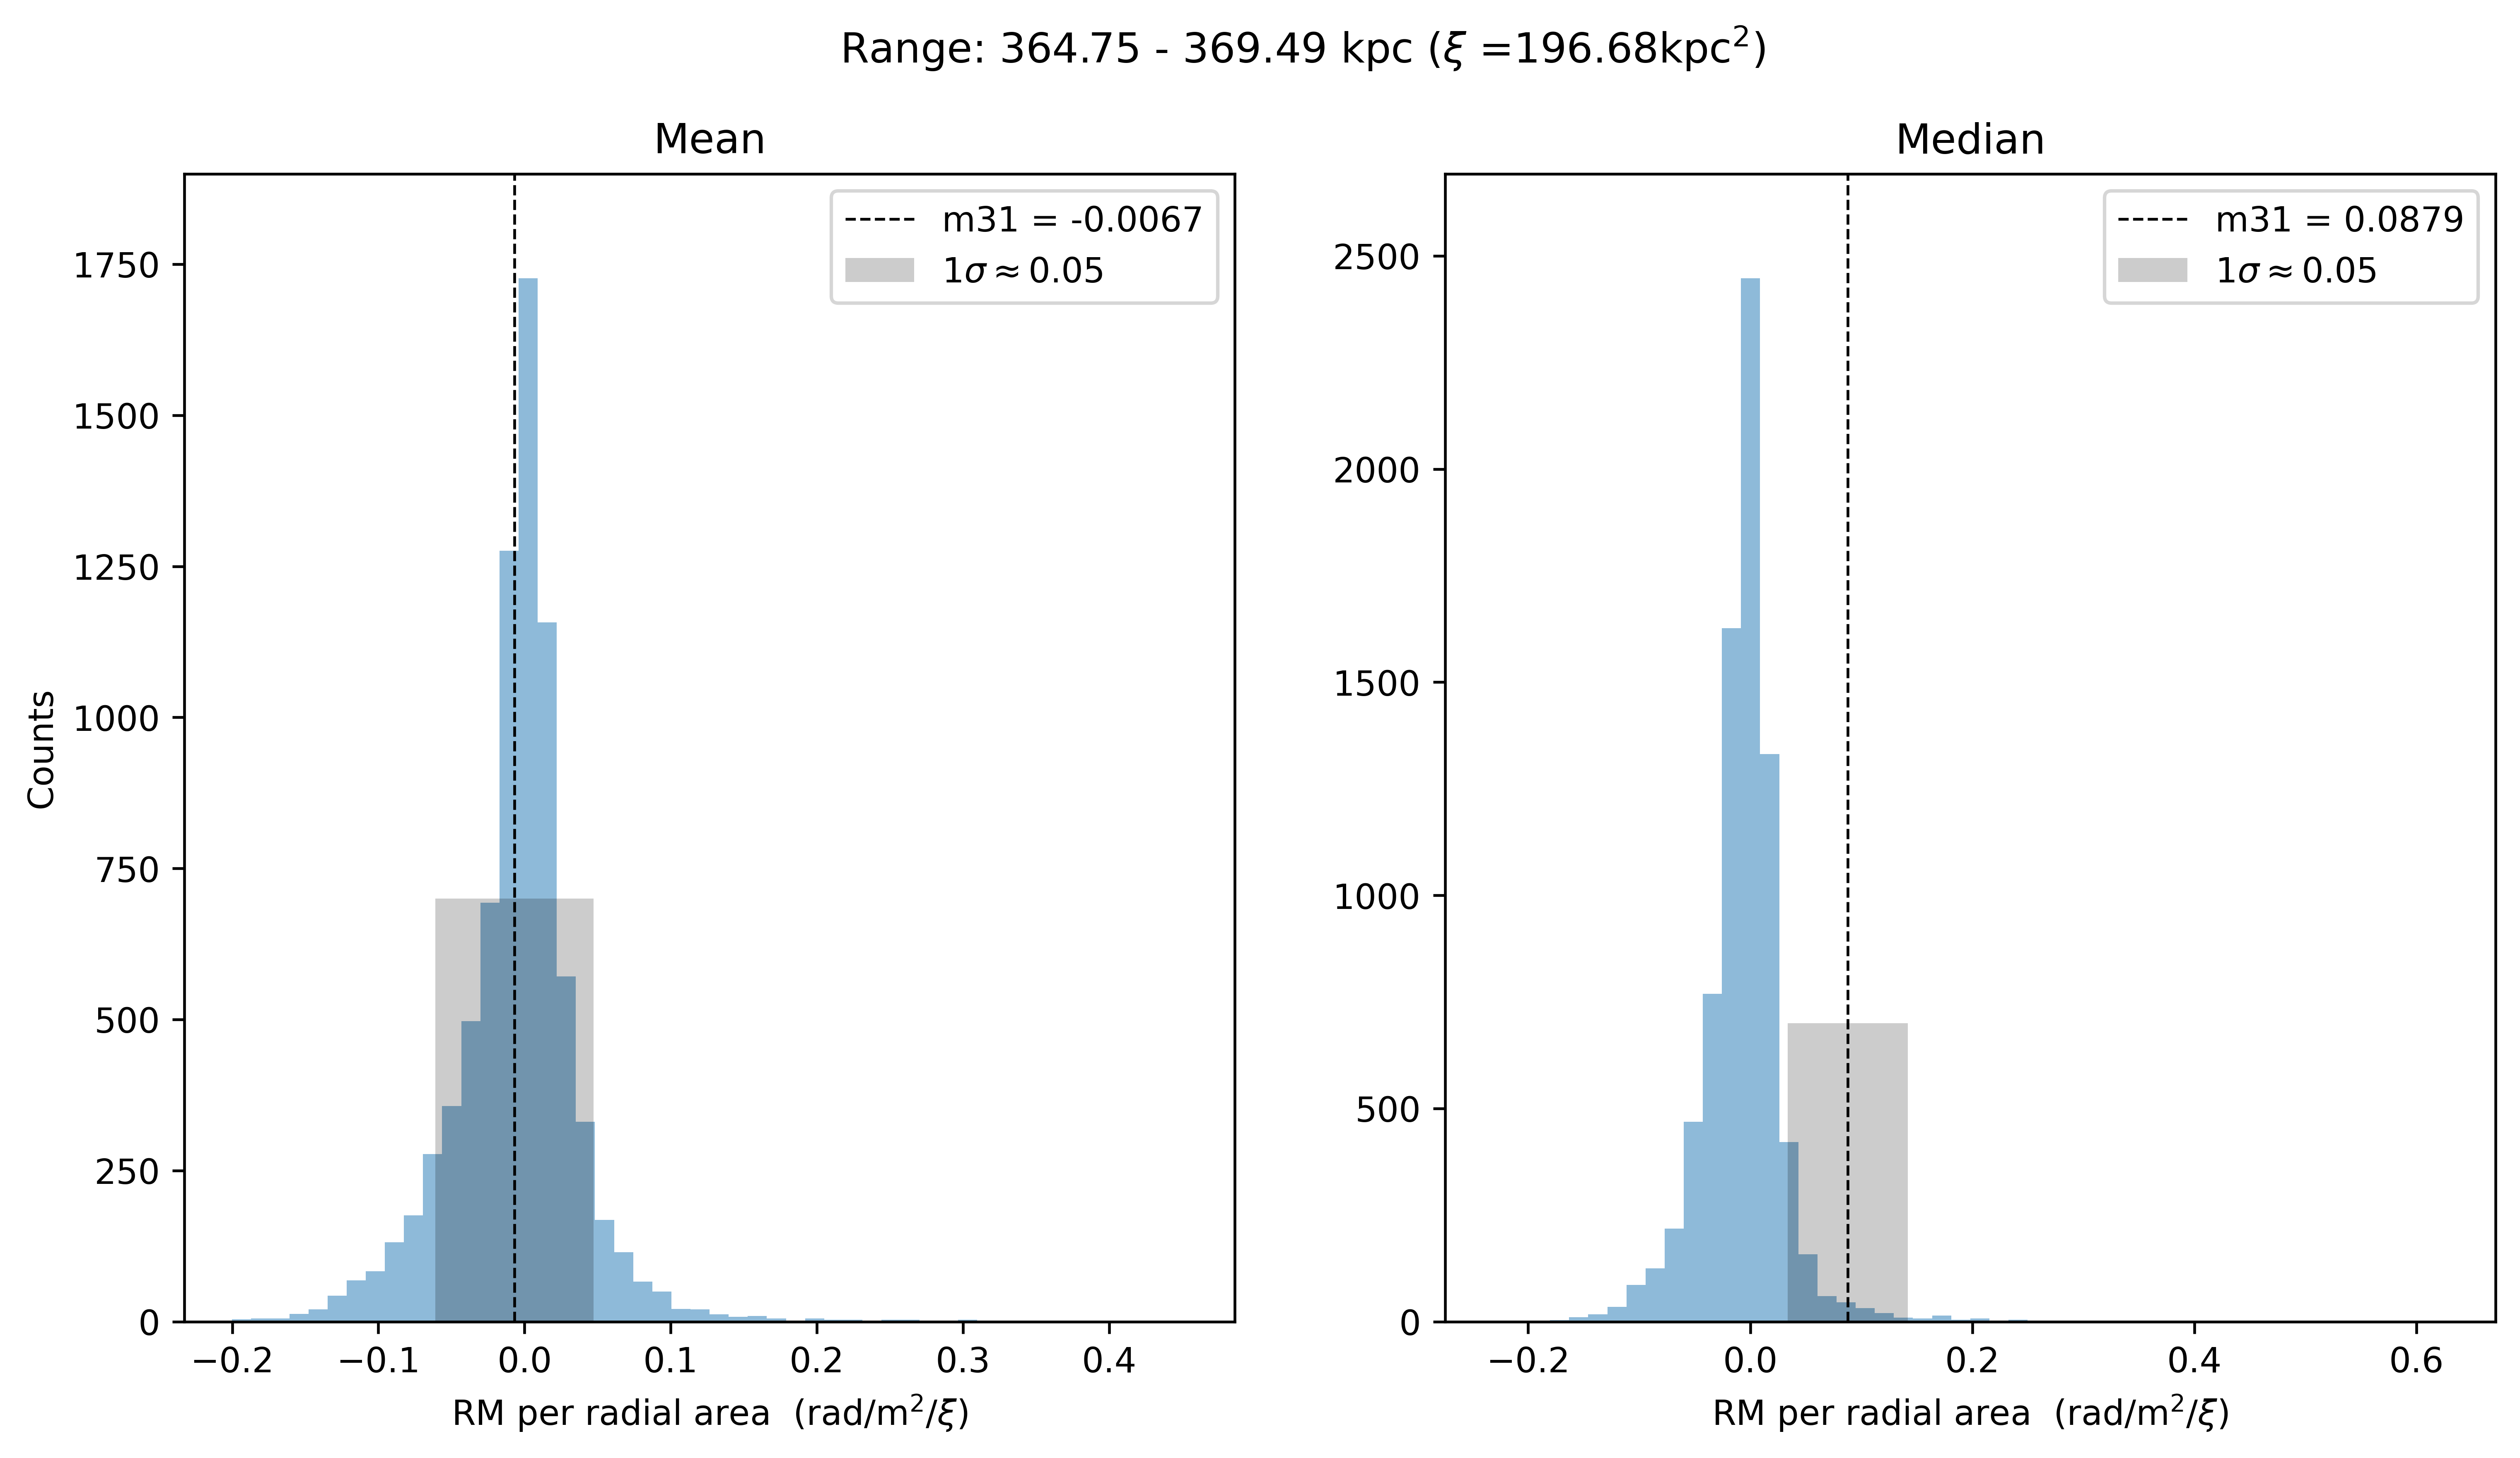 Range: 364.75 - 369.49 kpc (ξ =196.68kpc²)
Mean
m31 = -0.0067
1σ ≈ 0.05
1750
1500
1250
1000
750
500
250
0
Counts
−0.2 −0.1 0.0 0.1 0.2 0.3 0.4
RM per radial area (rad/m²/ξ)
Median
m31 = 0.0879
1σ ≈ 0.05
2500
2000
1500
1000
500
0
−0.2 0.0 0.2 0.4 0.6
RM per radial area (rad/m²/ξ)